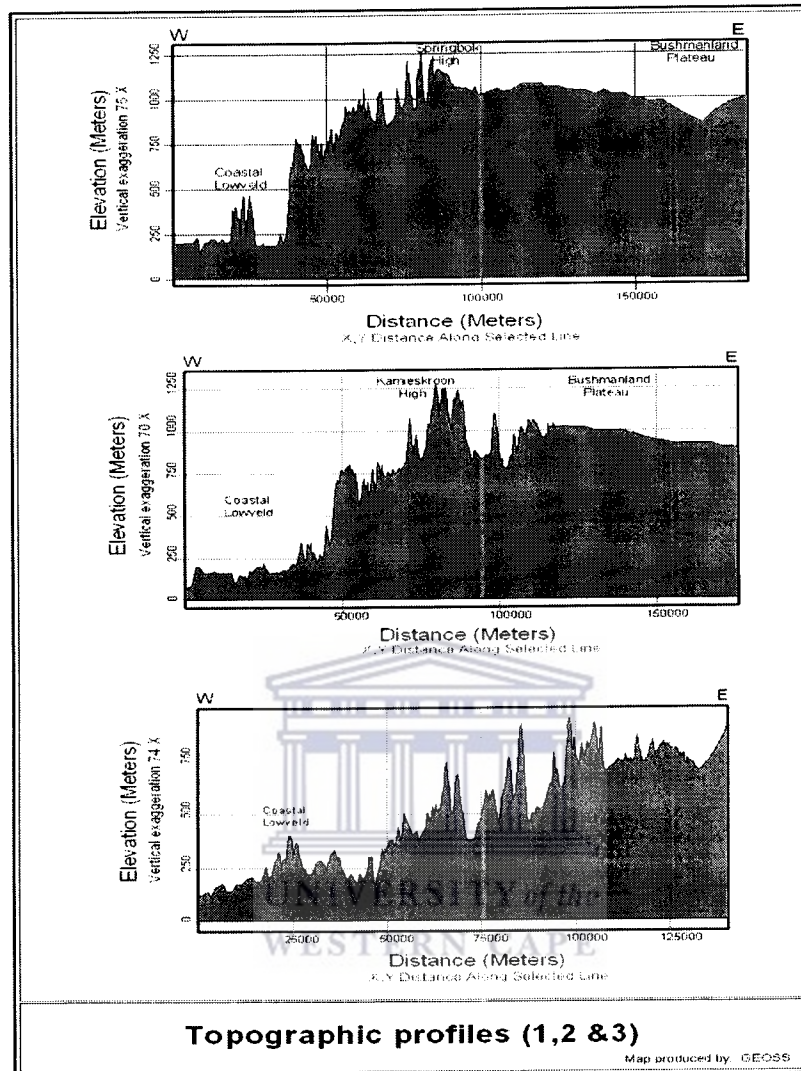 W E
Springbok
High
Bushmanland
Plateau
Elevation (Meters)
Vertical exaggeration 75 X
1250
1000
750
500
250
0
Coastal
Lowveld
50000 100000 150000
Distance (Meters)
X,Y Distance Along Selected Line
W E
Kamieskroon
High
Bushmanland
Plateau
Elevation (Meters)
Vertical exaggeration 70 X
1250
1000
750
500
250
0
Coastal
Lowveld
50000 100000 150000
Distance (Meters)
X,Y Distance Along Selected Line
W E
Elevation (Meters)
Vertical exaggeration 74 X
750
500
250
0
Coastal
Lowveld
25000 50000 75000 100000 125000
Distance (Meters)
X,Y Distance Along Selected Line
UNIVERSITY of the
WESTERN CAPE
Topographic profiles (1,2 &3)
Map produced by: GEOSS